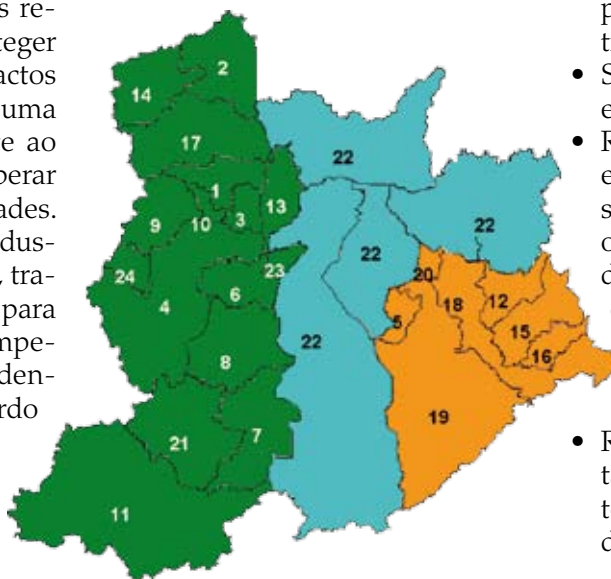 s re-
teger
actos
uma
e ao
perar
ades.
dus-
, tra-
para
mpe-
den-
rdo
2
14
17
22
1
13
3
10
9
22
22
23
24
20
6
4
18
12
5
15
22
16
8
19
7
21
11
p
t
• S
e
• R
e
s
o
d
• R
t
t
d